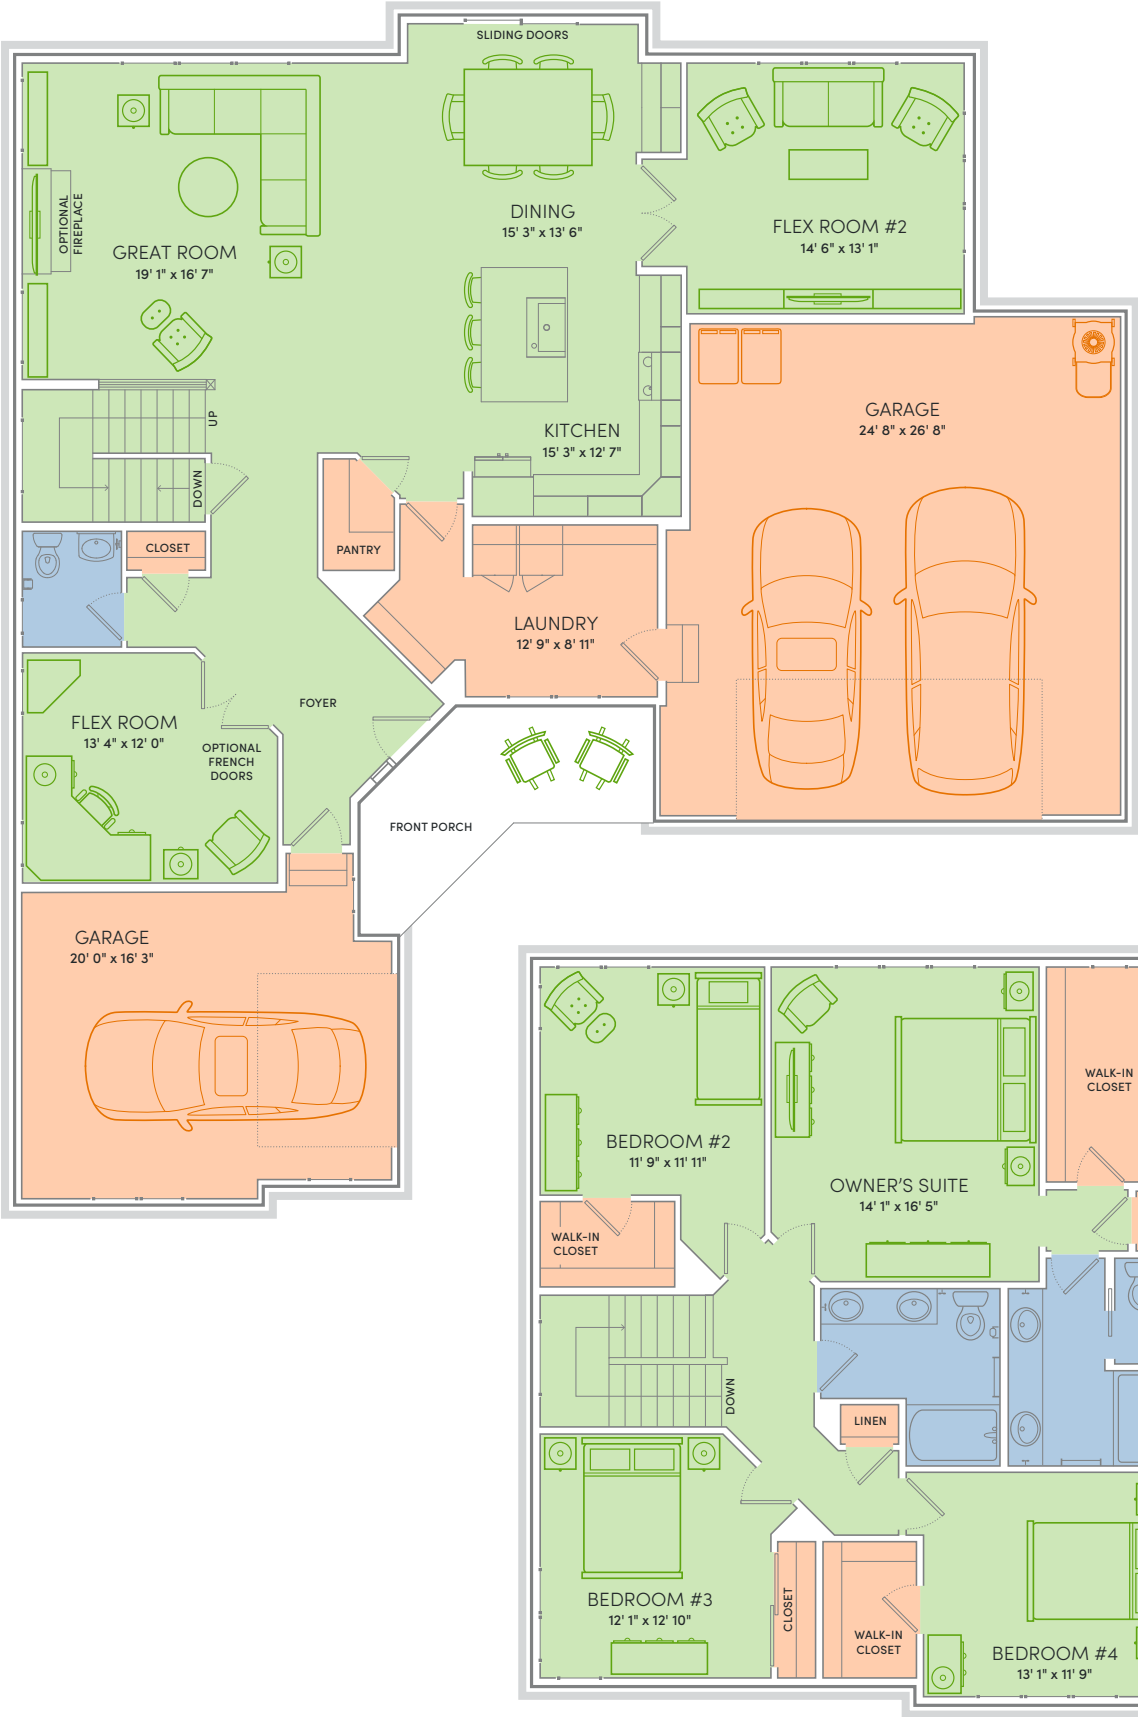 SLIDING DOORS
DINING
15' 3" x 13' 6"
OPTIONAL
FIREPLACE
GREAT ROOM
19' 1" x 16' 7"
FLEX ROOM #2
14' 6" x 13' 1"
KITCHEN
15' 3" x 12' 7"
GARAGE
24' 8" x 26' 8"
UP
DOWN
CLOSET
PANTRY
LAUNDRY
12' 9" x 8' 11"
FOYER
FLEX ROOM
13' 4" x 12' 0"
OPTIONAL
FRENCH
DOORS
FRONT PORCH
GARAGE
20' 0" x 16' 3"
WALK-IN
CLOSET
BEDROOM #2
11' 9" x 11' 11"
OWNER'S SUITE
14' 1" x 16' 5"
WALK-IN
CLOSET
DOWN
LINEN
BEDROOM #3
12' 1" x 12' 10"
CLOSET
WALK-IN
CLOSET
BEDROOM #4
13' 1" x 11' 9"